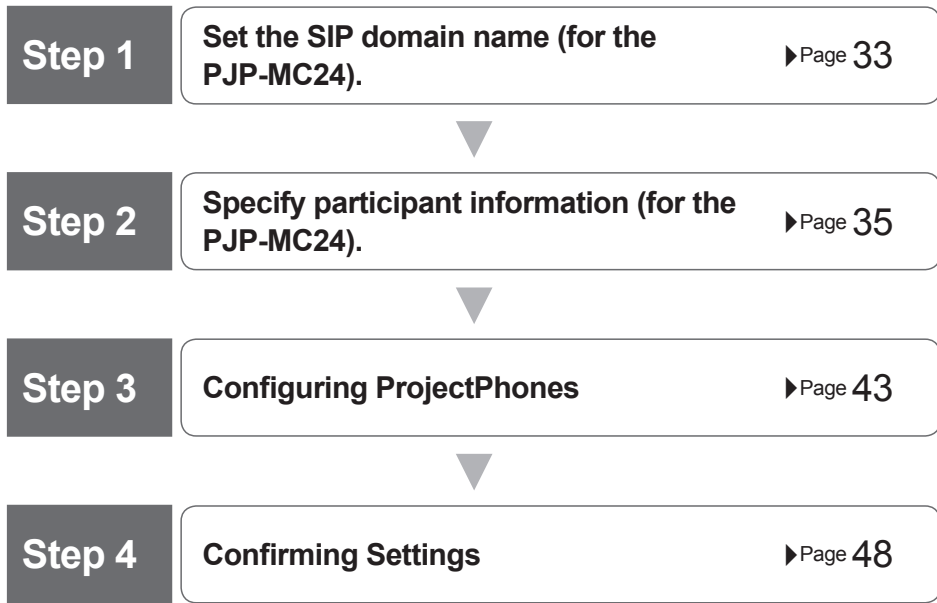 Step 1
Set the SIP domain name (for the
PJP-MC24).
Page 33
Step 2
Specify participant information (for the
PJP-MC24).
Page 35
Step 3
Configuring ProjectPhones
Page 43
Step 4
Confirming Settings
Page 48